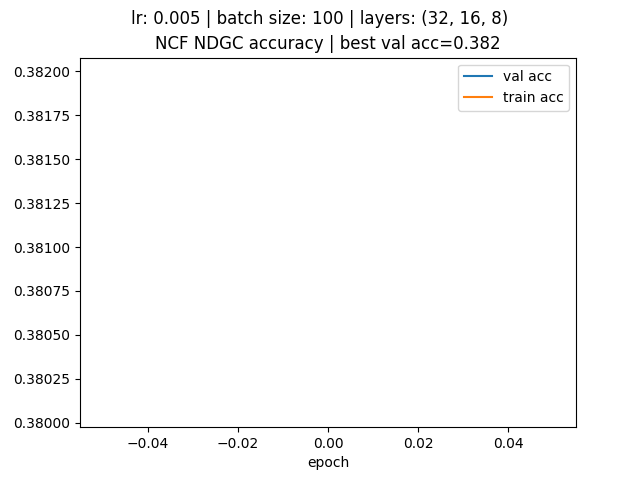 lr: 0.005 | batch size: 100 | layers: (32, 16, 8)
NCF NDGC accuracy | best val acc=0.382
val acc
train acc
0.38200
0.38175
0.38150
0.38125
0.38100
0.38075
0.38050
0.38025
0.38000
−0.04 −0.02 0.00 0.02 0.04
epoch